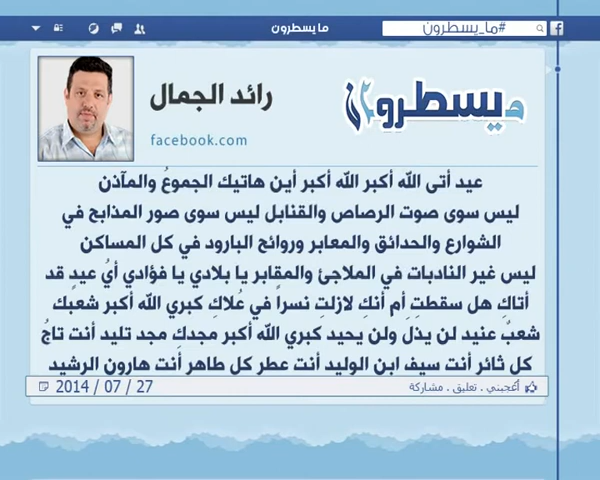 ما يسطرون
#ما_يسطرون
ما يسطرون
رائد الجمال
facebook.com
عيد أتى الله أكبر الله أكبر أين هاتيك الجموعُ والمآذن
ليس سوى صوت الرصاص والقنابل ليس سوى صور المذابح في
الشوارع والحدائق والمعابر وروائح البارود في كل المساكن
ليس غير النادبات في الملاجئ والمقابر يا بلادي يا فؤادي أيُ عيدٍ قد
أتاكِ هل سقطتِ أم أنكِ لازلتِ نسراً في عُلاكِ كبري الله أكبر شعبك
شعبٌ عنيد لن يذل ولن يحيد كبري الله أكبر مجدكِ مجد تليد أنت تاجُ
كل ثائر أنت سيف ابن الوليد أنت عطر كل طاهر أنت هارون الرشيد
أعجبني . تعليق . مشاركة
27 / 07 / 2014